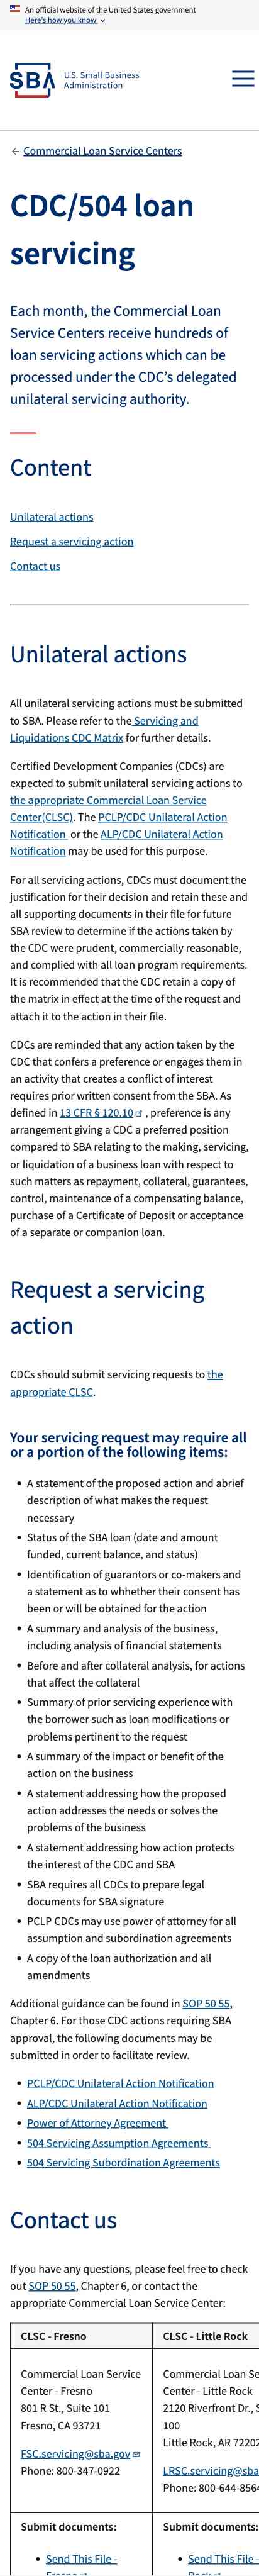 An official website of the United States government
Here's how you know
SBA
U.S. Small Business
Administration
Commercial Loan Service Centers
CDC/504 loan
servicing
Each month, the Commercial Loan
Service Centers receive hundreds of
loan servicing actions which can be
processed under the CDC’s delegated
unilateral servicing authority.
Content
Unilateral actions
Request a servicing action
Contact us
Unilateral actions
All unilateral servicing actions must be submitted
to SBA. Please refer to the Servicing and
Liquidations CDC Matrix for further details.
Certified Development Companies (CDCs) are
expected to submit unilateral servicing actions to
the appropriate Commercial Loan Service
Center(CLSC). The PCLP/CDC Unilateral Action
Notification or the ALP/CDC Unilateral Action
Notification may be used for this purpose.
For all servicing actions, CDCs must document the
justification for their decision and retain these and
all supporting documents in their file for future
SBA review to determine if the actions taken by
the CDC were prudent, commercially reasonable,
and complied with all loan program requirements.
It is recommended that the CDC retain a copy of
the matrix in effect at the time of the request and
attach it to the action in their file.
CDCs are reminded that any action taken by the
CDC that confers a preference or engages them in
an activity that creates a conflict of interest
requires prior written consent from the SBA. As
defined in 13 CFR § 120.10 , preference is any
arrangement giving a CDC a preferred position
compared to SBA relating to the making, servicing,
or liquidation of a business loan with respect to
such matters as repayment, collateral, guarantees,
control, maintenance of a compensating balance,
purchase of a Certificate of Deposit or acceptance
of a separate or companion loan.
Request a servicing
action
CDCs should submit servicing requests to the
appropriate CLSC.
Your servicing request may require all
or a portion of the following items:
• A statement of the proposed action and abrief
description of what makes the request
necessary
• Status of the SBA loan (date and amount
funded, current balance, and status)
• Identification of guarantors or co-makers and
a statement as to whhether their consent has
been or will be obtained for the action
• A summary and analysis of the business,
including analysis of financial statements
• Before and after collateral analysis, for actions
that affect the collateral
• Summary of prior servicing experience with
the borrower such as loan modifications or
problems pertinent to the request
• A summary of the impact or benefit of the
action on the business
• A statement addressing how the proposed
action addresses the needs or solves the
problems of the business
• A statement addressing how action protects
the interest of the CDC and SBA
• SBA requires all CDCs to prepare legal
documents for SBA signature
• PCLP CDCs may use power of attorney for all
assumption and subordination agreements
• A copy of the loan authorization and all
amendments
Additional guidance can be found in SOP 50 55,
Chapter 6. For those CDC actions requiring SBA
approval, the following documents may be
submitted in order to facilitate review.
• PCLP/CDC Unilateral Action Notification
• ALP/CDC Unilateral Action Notification
• Power of Attorney Agreement
• 504 Servicing Assumption Agreements
• 504 Servicing Subordination Agreements
Contact us
If you have any questions, please feel free to check
out SOP 50 55, Chapter 6, or contact the
appropriate Commercial Loan Service Center:
CLSC - Fresno
CLSC - Little Rock
Commercial Loan Service
Center - Fresno
801 R St., Suite 101
Fresno, CA 93721
FSC.servicing@sba.gov
Phone: 800-347-0922
Commercial Loan Se
Center - Little Rock
2120 Riverfront Dr., S
100
Little Rock, AR 72202
LRSC.servicing@sba
Phone: 800-644-8564
Submit documents:
• Send This File -
Submit documents:
• Send This File -